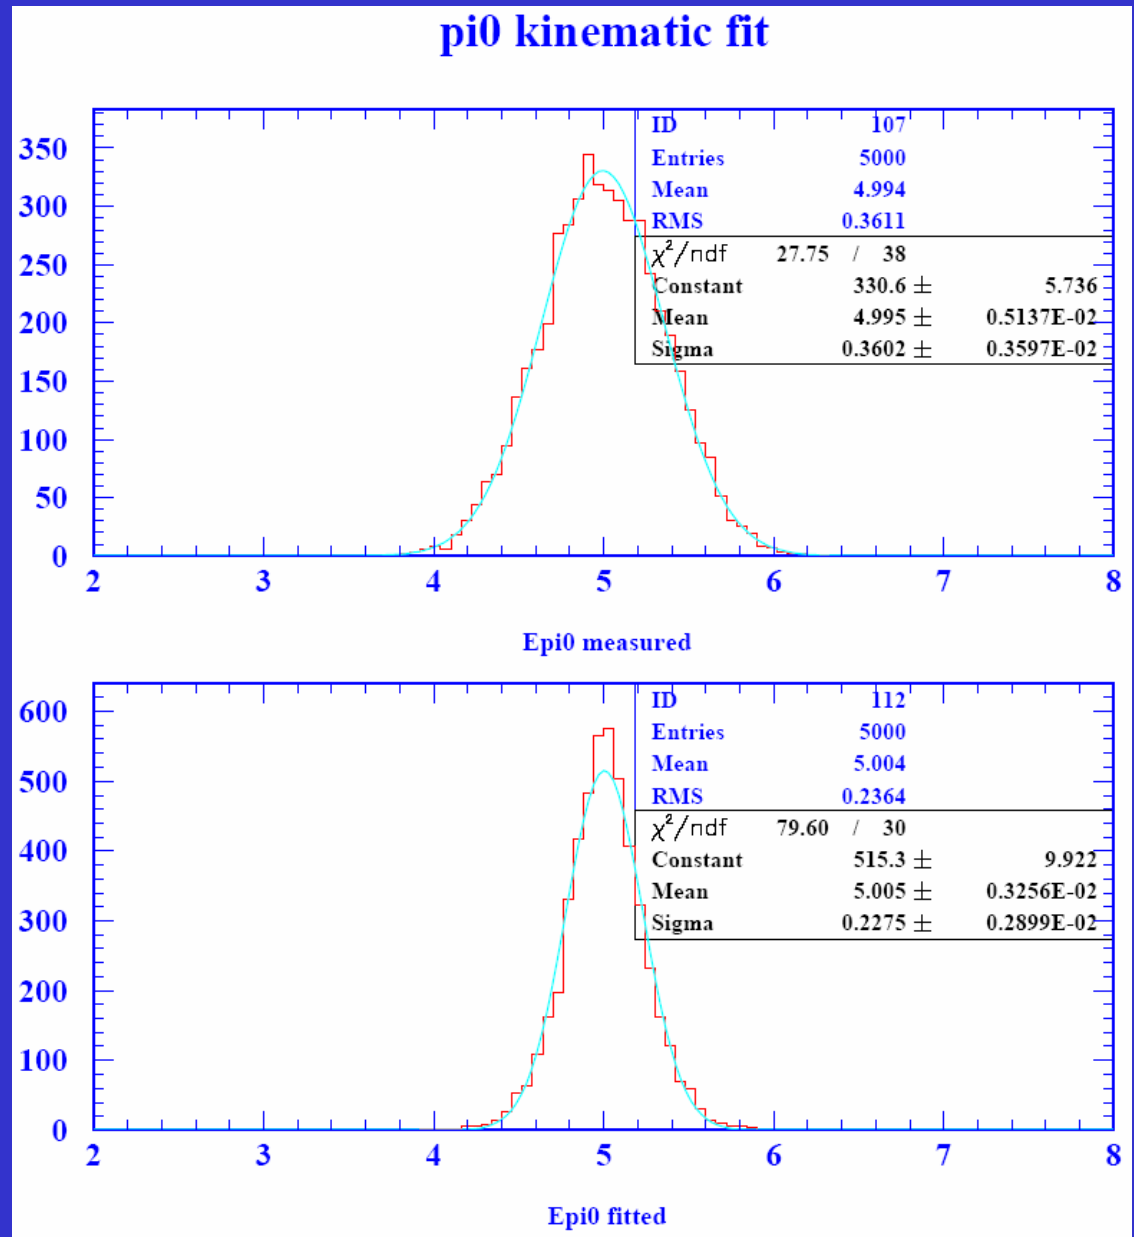 pi0 kinematic fit
350
300
250
200
150
100
50
0
ID 107
Entries 5000
Mean 4.994
RMS 0.3611
χ²/ndf 27.75 / 38
Constant 330.6 ± 5.736
Mean 4.995 ± 0.5137E-02
Sigma 0.3602 ± 0.3597E-02
2 3 4 5 6 7 8
Epi0 measured
600
500
400
300
200
100
0
ID 112
Entries 5000
Mean 5.004
RMS 0.2364
χ²/ndf 79.60 / 30
Constant 515.3 ± 9.922
Mean 5.005 ± 0.3256E-02
Sigma 0.2275 ± 0.2899E-02
2 3 4 5 6 7 8
Epi0 fitted